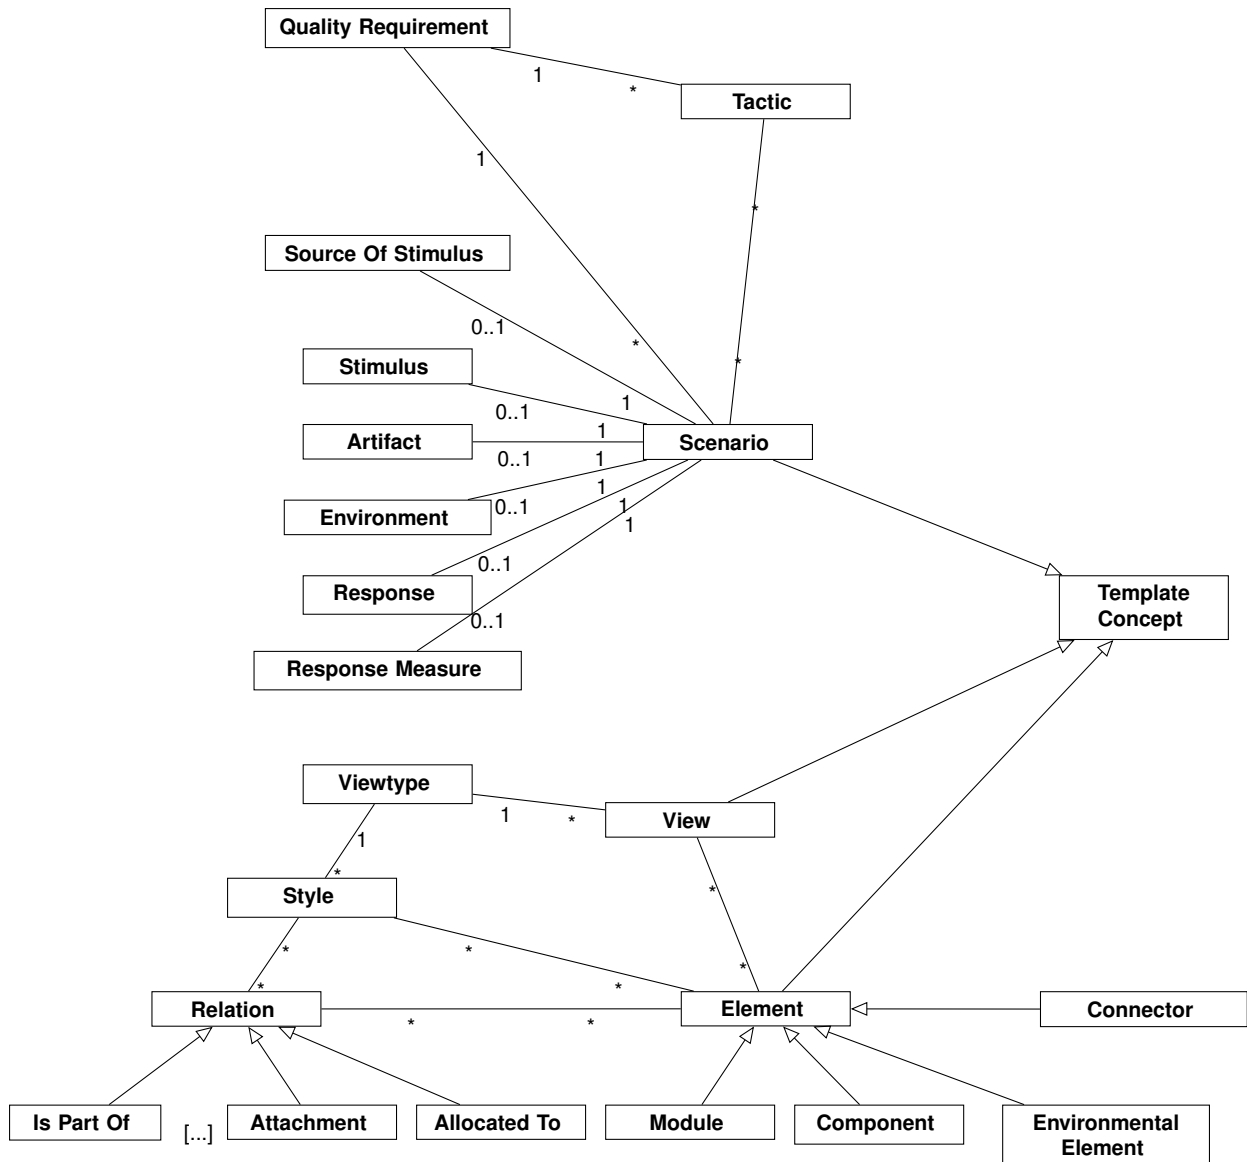 Quality Requirement
1
*
Tactic
1
*
Source Of Stimulus
0..1
*
*
Stimulus
0..1
1
Artifact
1
Scenario
0..1
1
Environment
0..1
1
1
1
Response
0..1
Template
Concept
0..1
Response Measure
Viewtype
1
*
View
1
*
Style
*
*
*
*
*
*
Relation
*
*
Element
Connector
Is Part Of
[...]
Attachment
Allocated To
Module
Component
Environmental
Element